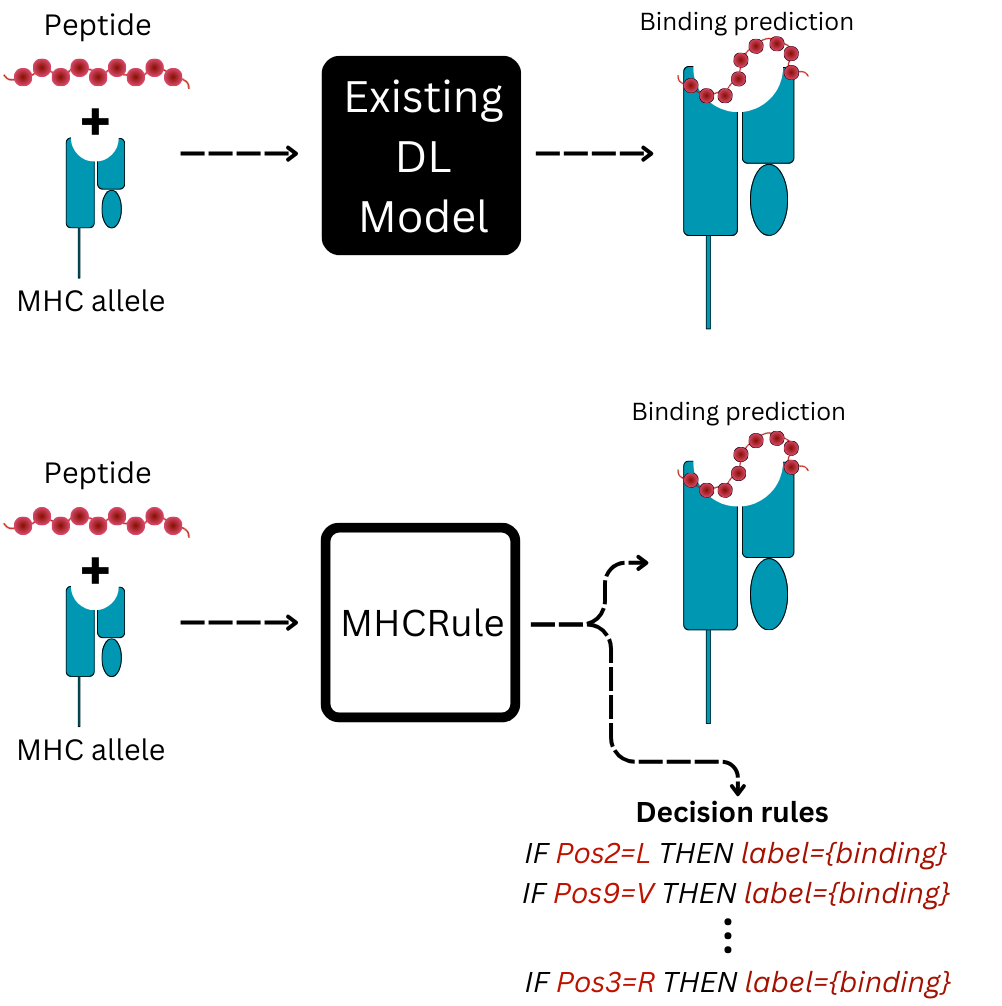 Peptide
+
MHC allele
Existing
DL
Model
Binding prediction
Peptide
+
MHC allele
MHCRule
Binding prediction
Decision rules
IF Pos2=L THEN label={binding}
IF Pos9=V THEN label={binding}
IF Pos3=R THEN label={binding}